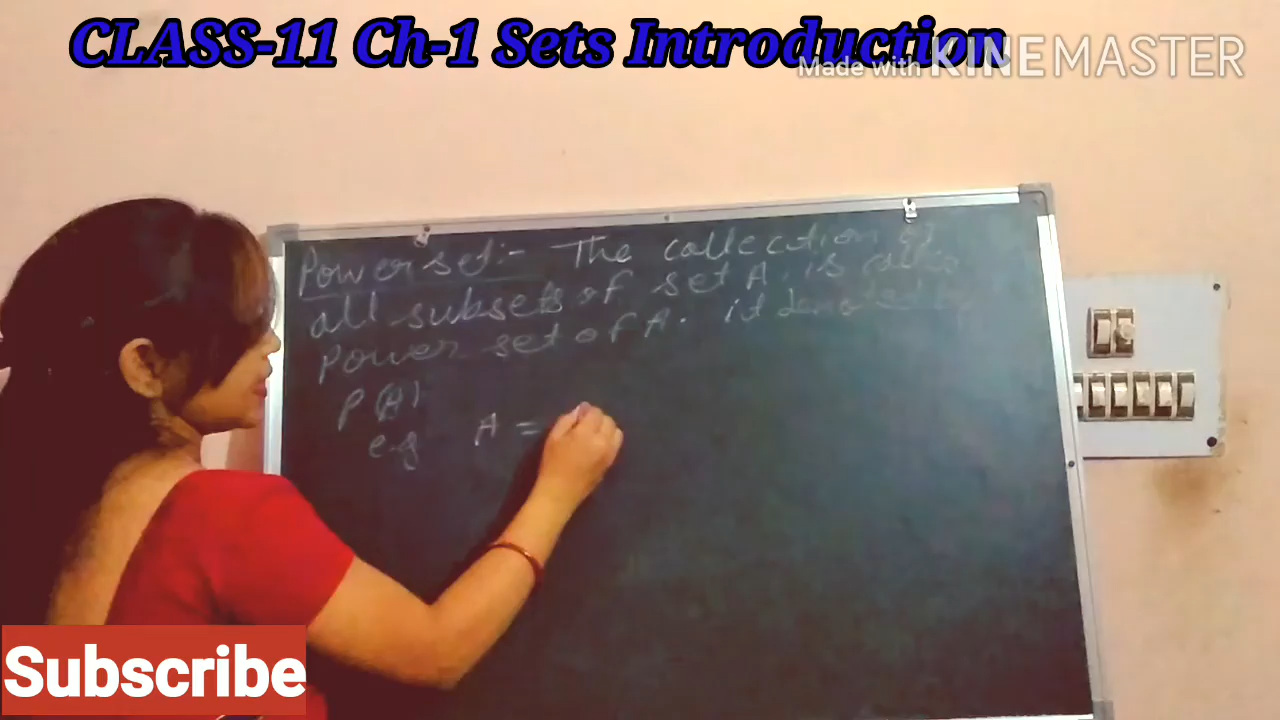 CLASS-11 Ch-1 Sets Introduction
Made with KINEMASTER
Power set:- The collection of
all subsets of set A. is called
Power set of A. it denoted by
P(A)
e.g A =
Subscribe